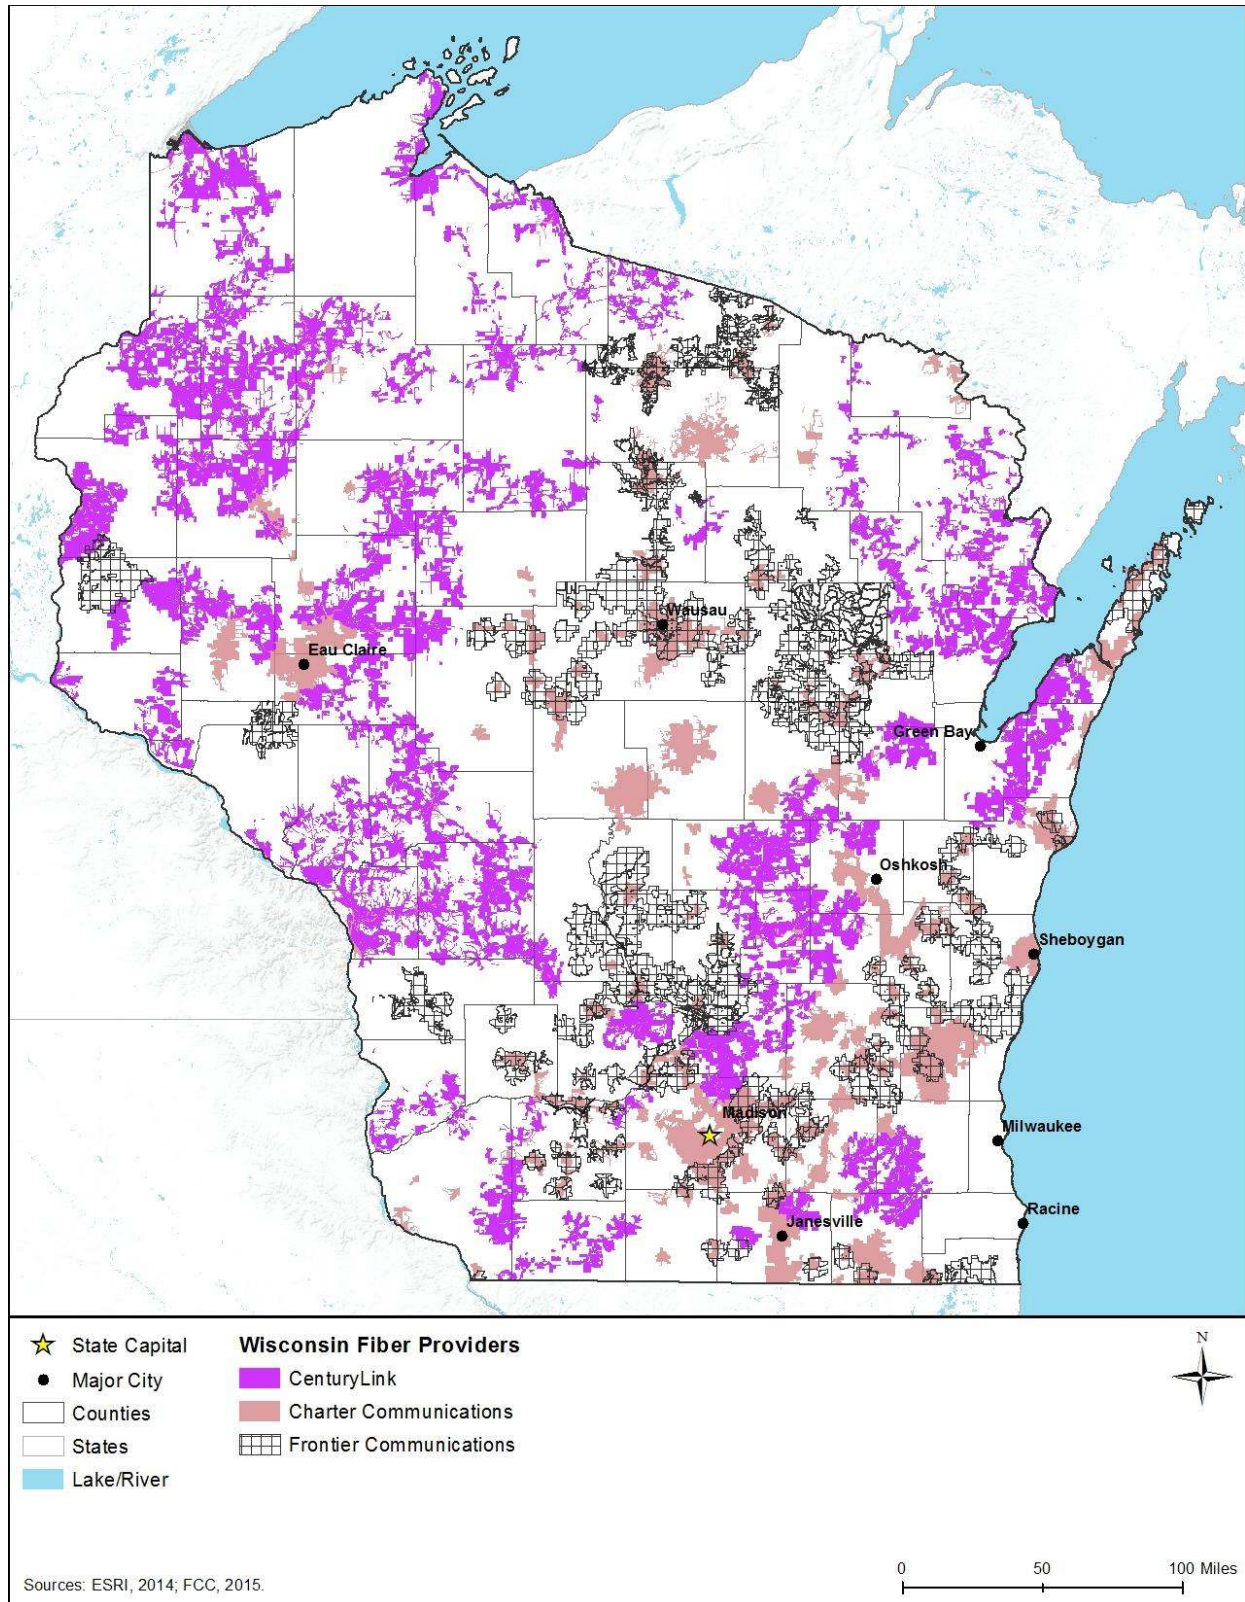 Wausau
Eau Claire
Green Bay
Oshkosh
Sheboygan
Madison
Milwaukee
Janesville
Racine
State Capital
Major City
Counties
States
Lake/River
Wisconsin Fiber Providers
CenturyLink
Charter Communications
Frontier Communications
N
Sources: ESRI, 2014; FCC, 2015.
0 50 100 Miles